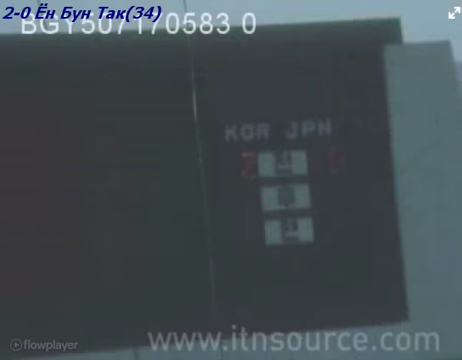 2-0 Ён Бун Так(34)
BGY507170583 0
KOR JPN
2 0
flowplayer
www.itnsource.com